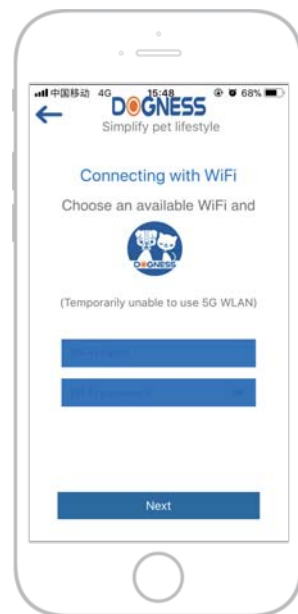 中国移动 4G 15:48 68%
DOGNESS
Simplify pet lifestyle
Connecting with WiFi
Choose an available WiFi and
DOGNESS
(Temporarily unable to use 5G WLAN)
Next